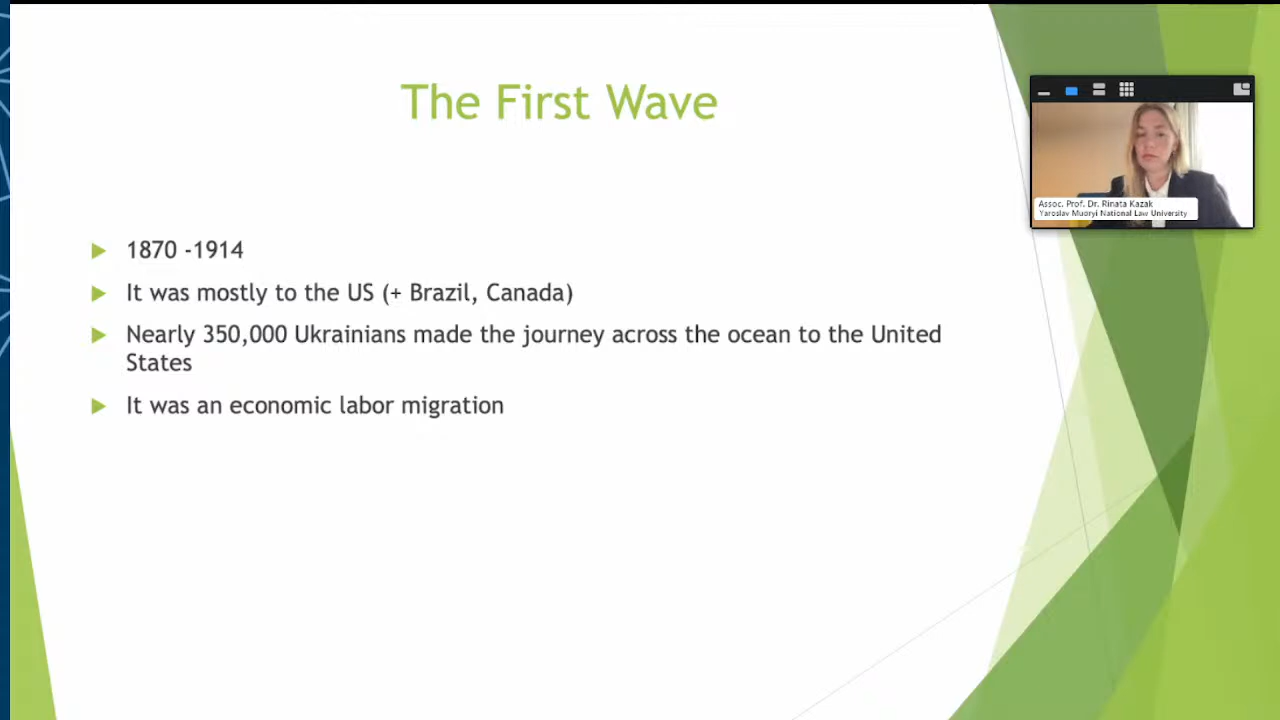 The First Wave
1870 -1914
It was mostly to the US (+ Brazil, Canada)
Nearly 350,000 Ukrainians made the journey across the ocean to the United
States
It was an economic labor migration
Assoc. Prof. Dr. Rinata Kazak
Yaroslav Muoryi National Law University